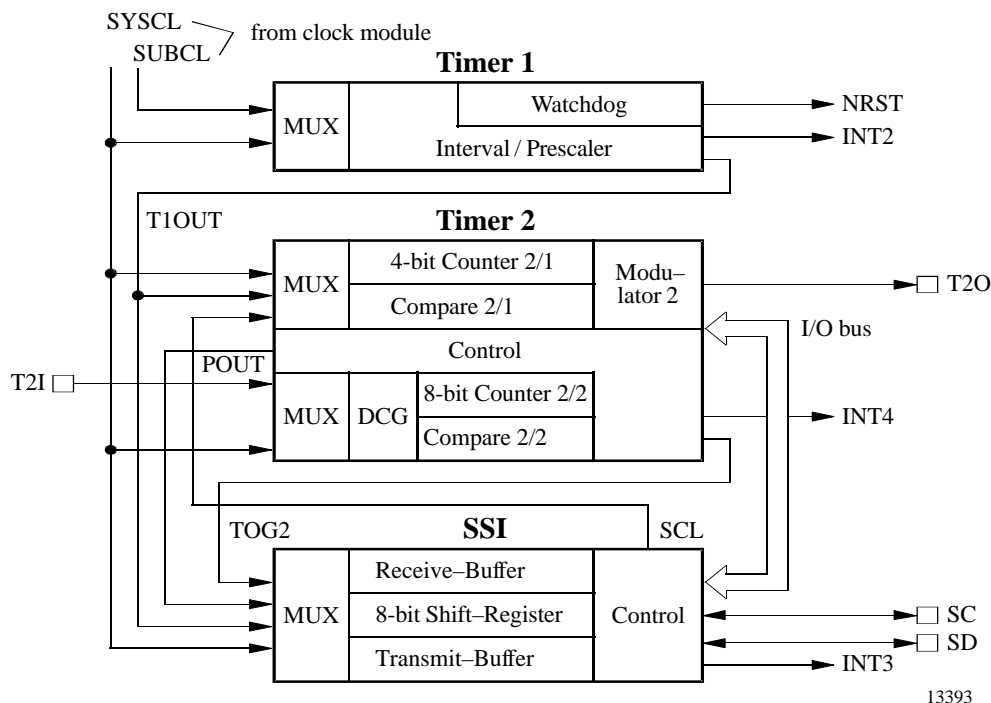 SYSCL
from clock module
SUBCL
Timer 1
Watchdog
NRST
MUX
INT2
Interval / Prescaler
T1OUT
Timer 2
4-bit Counter 2/1
Modu–
lator 2
MUX
T2O
Compare 2/1
I/O bus
Control
POUT
T2I
8-bit Counter 2/2
MUX
DCG
INT4
Compare 2/2
TOG2
SSI
SCL
Receive–Buffer
MUX
8-bit Shift–Register
Control
SC
SD
Transmit–Buffer
INT3
13393